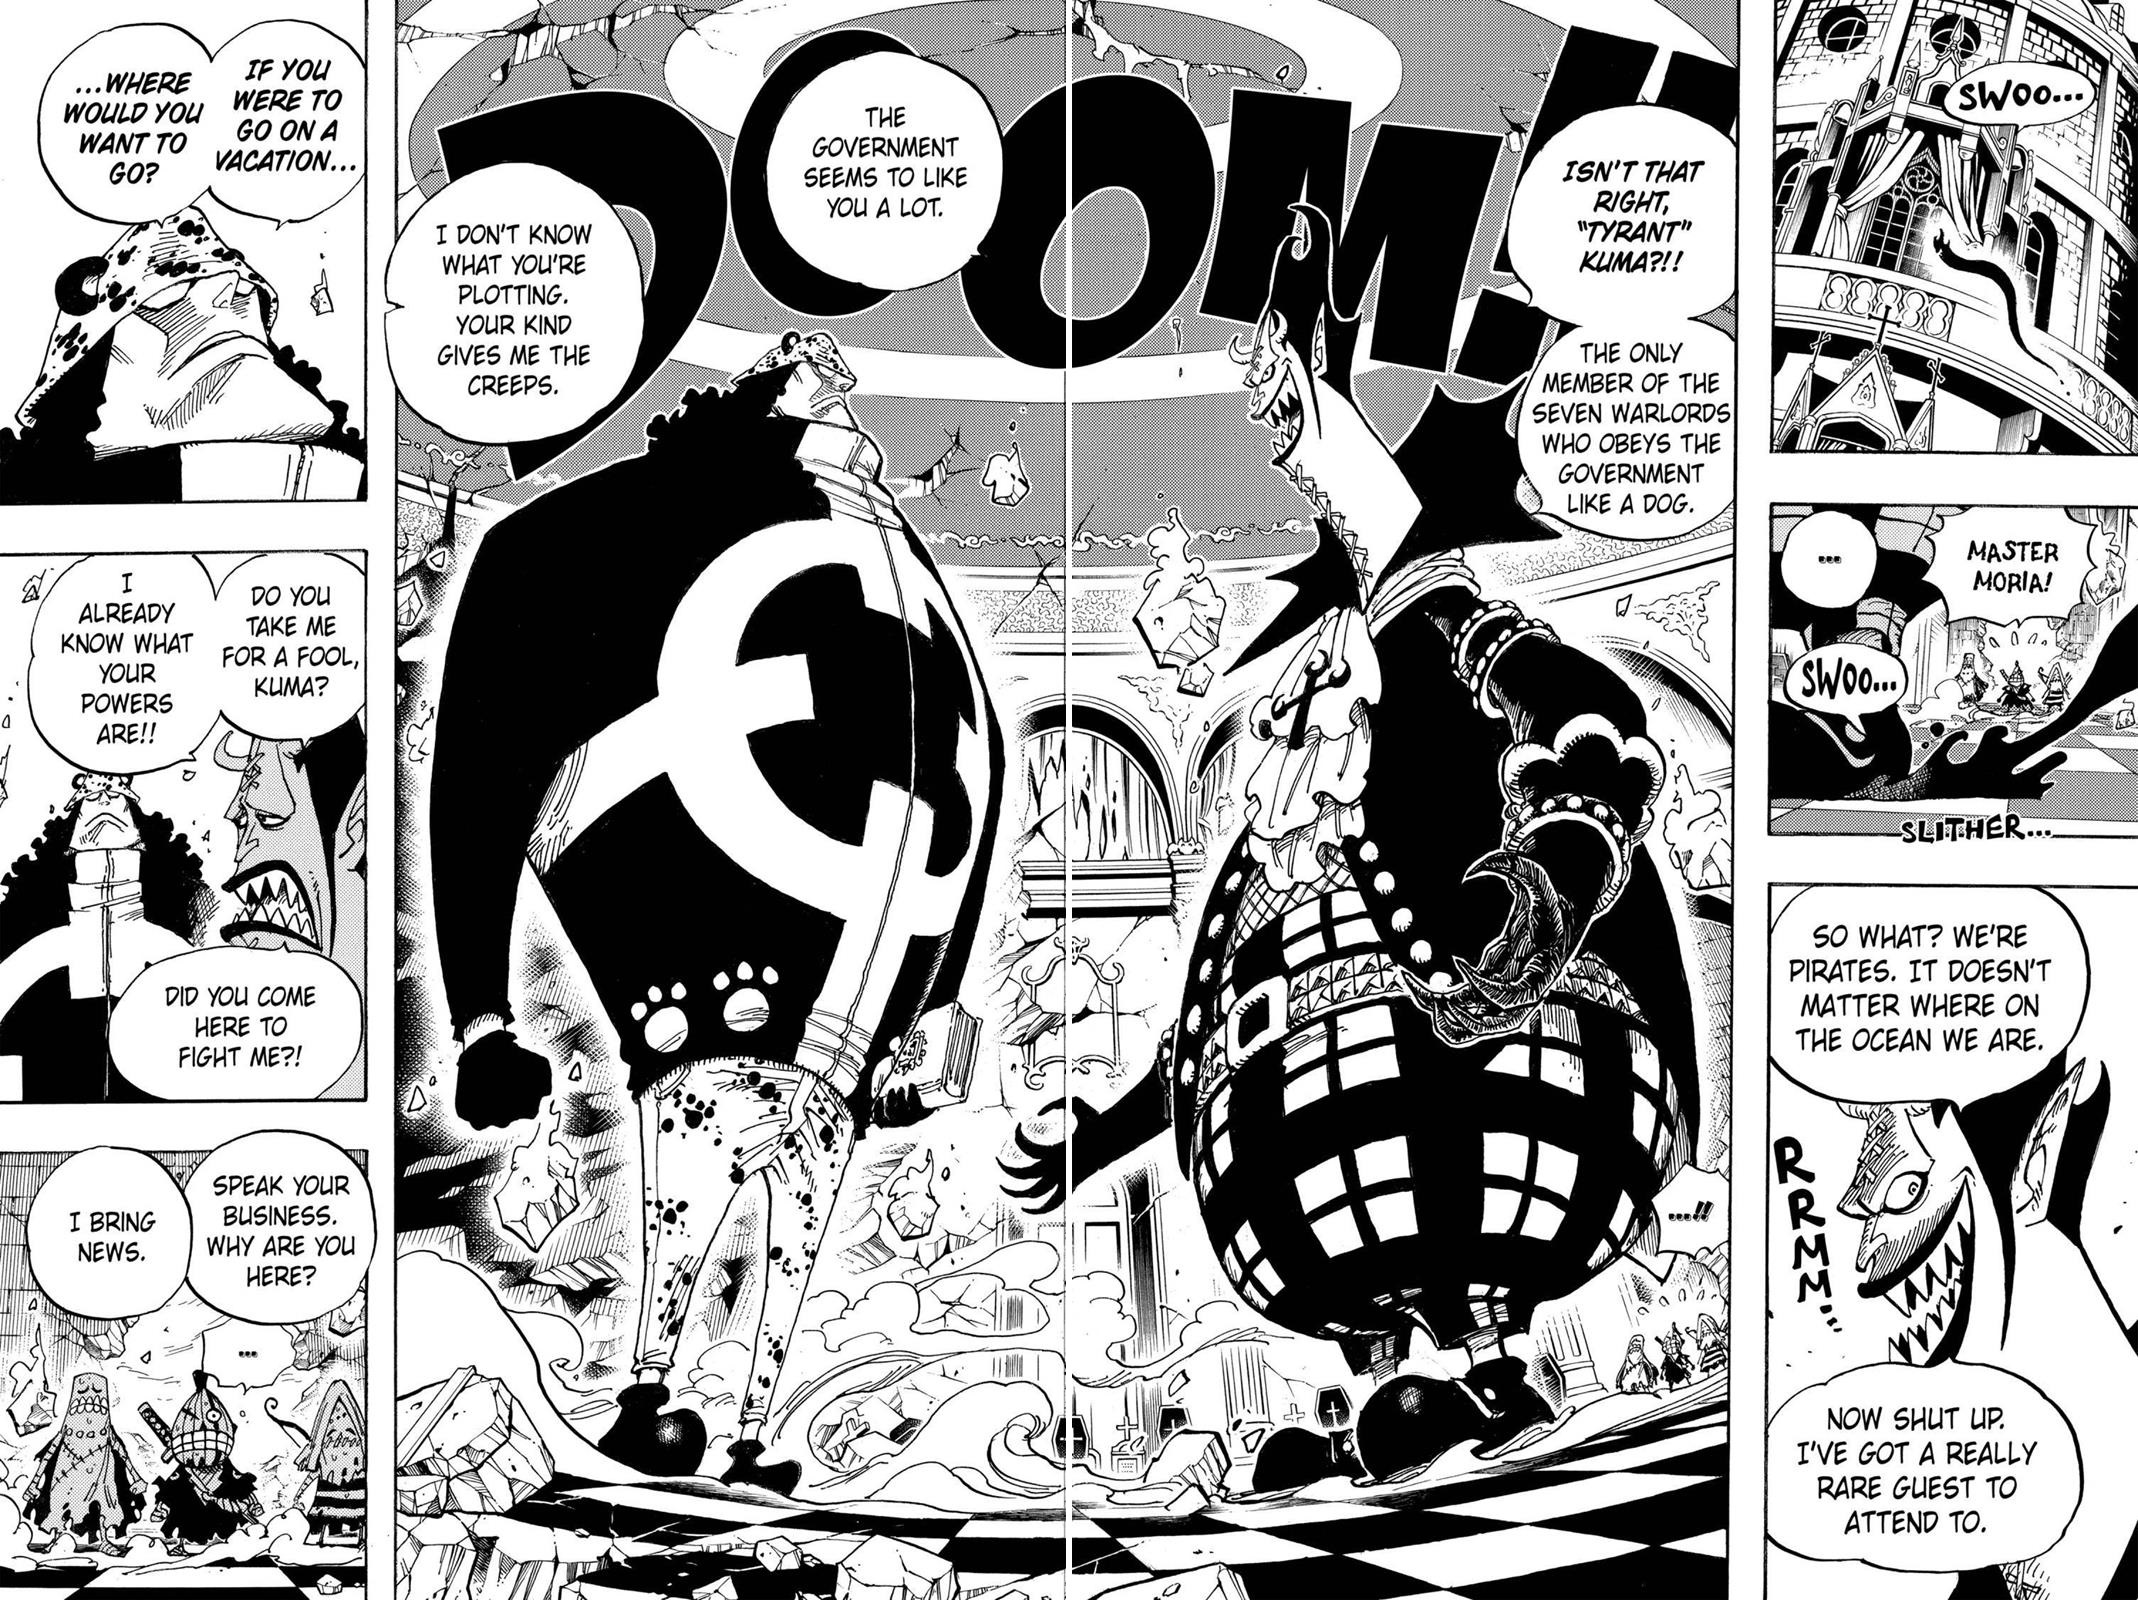 SWOO...
...
MASTER
MORIA!
SWOO...
SLITHER...
SO WHAT? WE'RE
PIRATES. IT DOESN'T
MATTER WHERE ON
THE OCEAN WE ARE.
RRMM...
NOW SHUT UP.
I'VE GOT A REALLY
RARE GUEST TO
ATTEND TO.
DOOM!!
ISN'T THAT
RIGHT,
"TYRANT"
KUMA?!!
THE ONLY
MEMBER OF THE
SEVEN WARLORDS
WHO OBEYS THE
GOVERNMENT
LIKE A DOG.
...!!
THE
GOVERNMENT
SEEMS TO LIKE
YOU A LOT.
I DON'T KNOW
WHAT YOU'RE
PLOTTING.
YOUR KIND
GIVES ME THE
CREEPS.
IF YOU
WERE TO
GO ON A
VACATION...
...WHERE
WOULD YOU
WANT TO
GO?
DO YOU
TAKE ME
FOR A FOOL,
KUMA?
I
ALREADY
KNOW WHAT
YOUR
POWERS
ARE!!
DID YOU COME
HERE TO
FIGHT ME?!
SPEAK YOUR
BUSINESS.
WHY ARE YOU
HERE?
I BRING
NEWS.
...